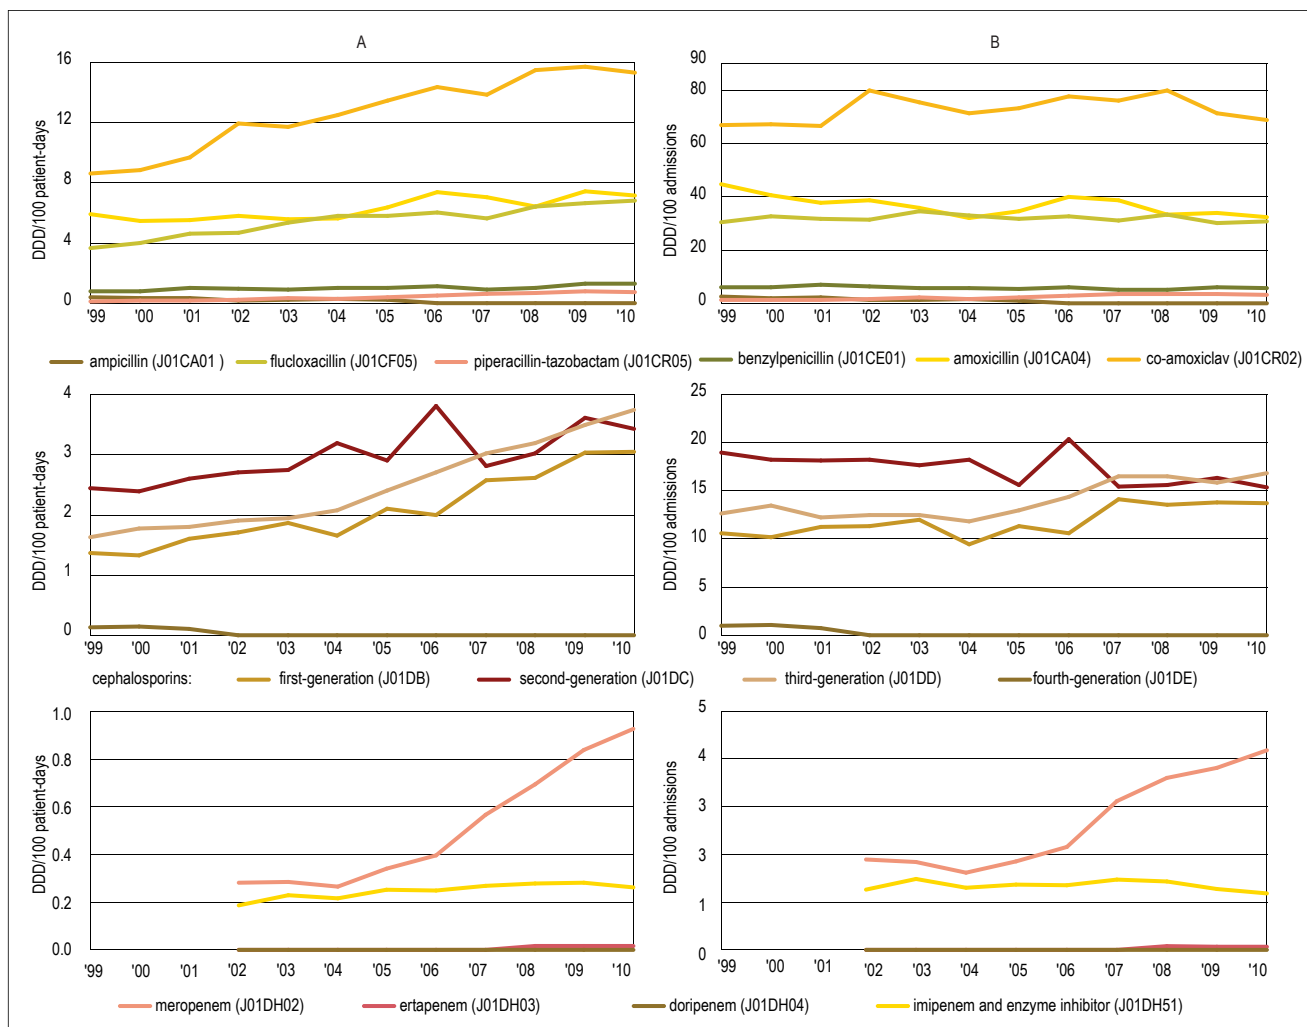 A
B
DDD/100 patient-days
16
12
8
4
0
'99 '00 '01 '02 '03 '04 '05 '06 '07 '08 '09 '10
DDD/100 admissions
90
80
60
40
20
0
'99 '00 '01 '02 '03 '04 '05 '06 '07 '08 '09 '10
ampicillin (J01CA01 ) flucloxacillin (J01CF05) piperacillin-tazobactam (J01CR05) benzylpenicillin (J01CE01) amoxicillin (J01CA04) co-amoxiclav (J01CR02)
DDD/100 patient-days
4
3
2
1
0
'99 '00 '01 '02 '03 '04 '05 '06 '07 '08 '09 '10
DDD/100 admissions
25
20
15
10
5
0
'99 '00 '01 '02 '03 '04 '05 '06 '07 '08 '09 '10
cephalosporins: first-generation (J01DB) second-generation (J01DC) third-generation (J01DD) fourth-generation (J01DE)
DDD/100 patient-days
1.0
0.8
0.6
0.4
0.2
0.0
'99 '00 '01 '02 '03 '04 '05 '06 '07 '08 '09 '10
DDD/100 admissions
5
4
3
3
1
0
'99 '00 '01 '02 '03 '04 '05 '06 '07 '08 '09 '10
meropenem (J01DH02) ertapenem (J01DH03) doripenem (J01DH04) imipenem and enzyme inhibitor (J01DH51)